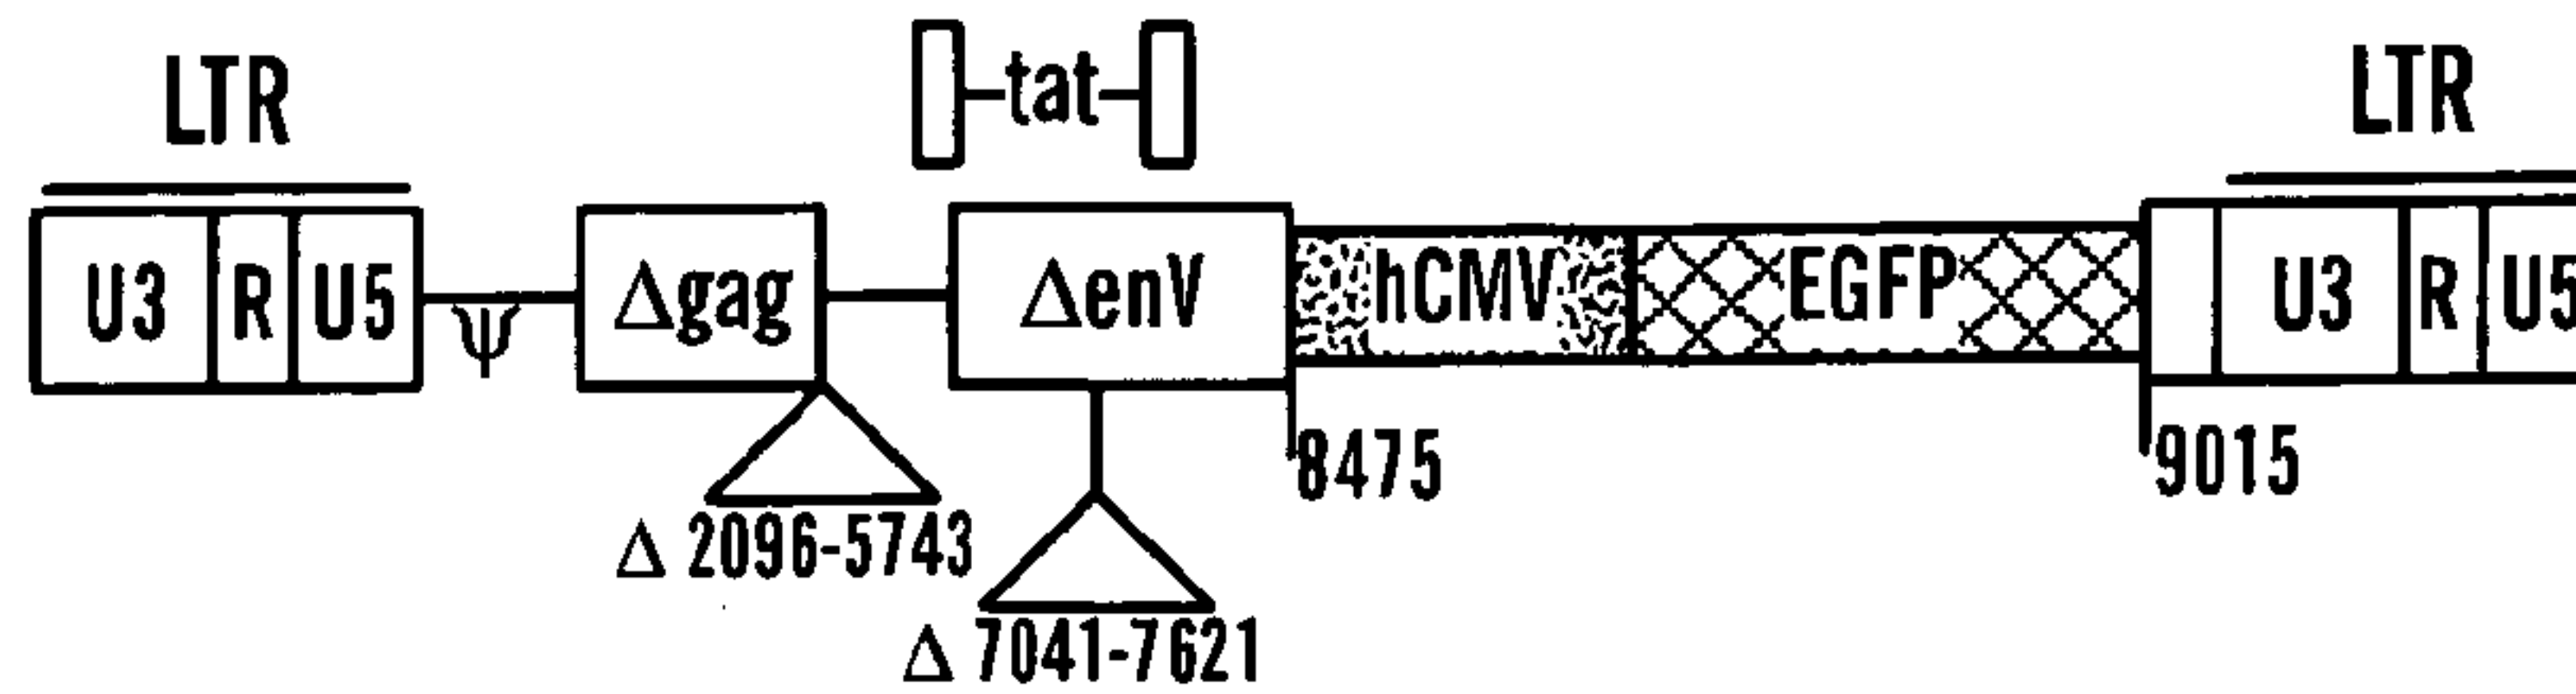 LTR tat LTR
U3 R U5 Ψ Δgag ΔenV hCMV EGFP U3 R U5
8475 9015
Δ 2096-5743
Δ 7041-7621